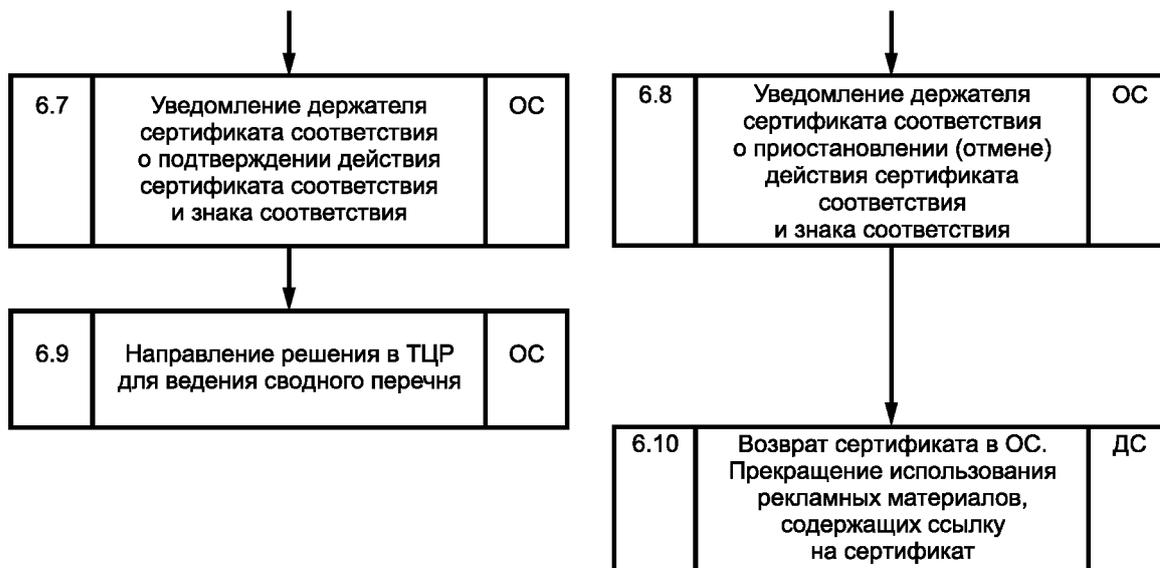 6.7
Уведомление держателя
сертификата соответствия
о подтверждении действия
сертификата соответствия
и знака соответствия
ОС
6.8
Уведомление держателя
сертификата соответствия
о приостановлении (отмене)
действия сертификата
соответствия
и знака соответствия
ОС
6.9
Направление решения в ТЦР
для ведения сводного перечня
ОС
6.10
Возврат сертификата в ОС.
Прекращение использования
рекламных материалов,
содержащих ссылку
на сертификат
ДС